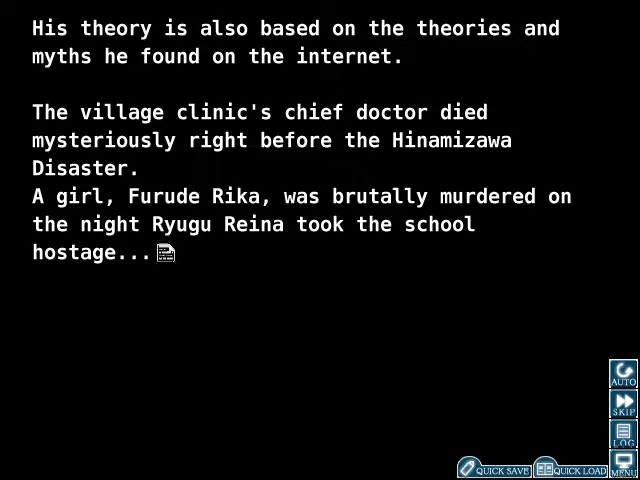 His theory is also based on the theories and
myths he found on the internet.
The village clinic's chief doctor died
mysteriously right before the Hinamizawa
Disaster.
A girl, Furude Rika, was brutally murdered on
the night Ryugu Reina took the school
hostage...
AUTO
SKIP
LOG
QUICK SAVE
QUICK LOAD
MENU